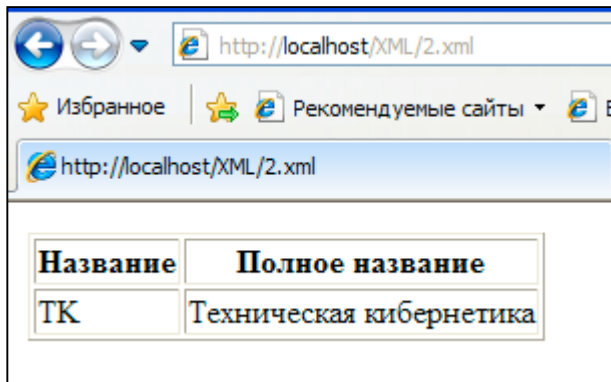 http://localhost/XML/2.xml
Избранное Рекомендуемые сайты
http://localhost/XML/2.xml
Название Полное название
ТК Техническая кибернетика